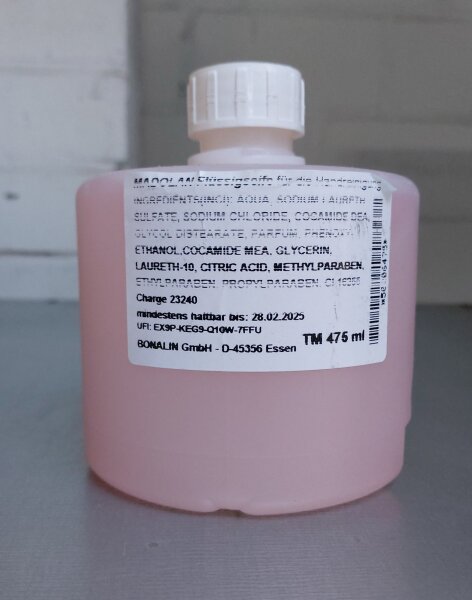 MADOLAN Flüssigseife für die Handreinigung
INGREDIENTS(INCI): AQUA, SODIUM LAURETH
SULFATE, SODIUM CHLORIDE, COCAMIDE DEA,
GLYCOL DISTEARATE, PARFUM, PHENOXY-
ETHANOL,COCAMIDE MEA, GLYCERIN,
LAURETH-10, CITRIC ACID, METHYLPARABEN,
ETHYLPARABEN, PROPYLPARABEN, CI 16255
Charge 23240
mindestens haltbar bis: 28.02.2025
UFI: EX9P-KEG9-Q10W-7FFU
TM 475 ml
BONALIN GmbH - D-45356 Essen